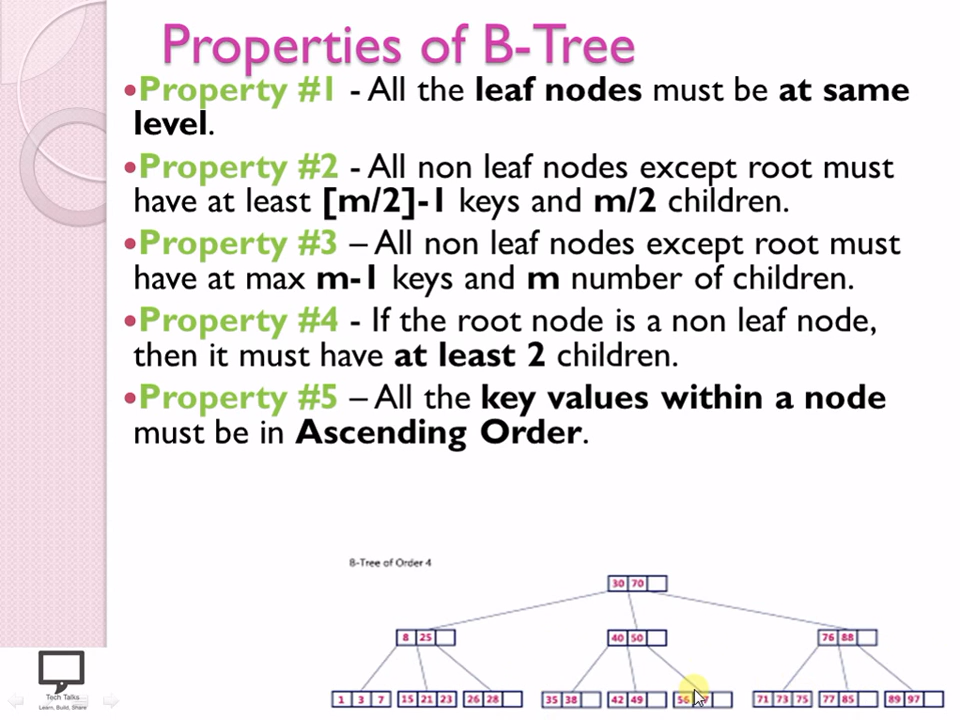 Properties of B-Tree
•Property #1 - All the leaf nodes must be at same
level.
•Property #2 - All non leaf nodes except root must
have at least [m/2]-1 keys and m/2 children.
•Property #3 – All non leaf nodes except root must
have at max m-1 keys and m number of children.
•Property #4 - If the root node is a non leaf node,
then it must have at least 2 children.
•Property #5 – All the key values within a node
must be in Ascending Order.
B-Tree of Order 4
30 70
8 25 40 50 76 88
1 3 7 15 21 23 26 28 35 38 42 49 56 71 73 75 77 85 89 97
Tech Talks
Learn, Build, Share